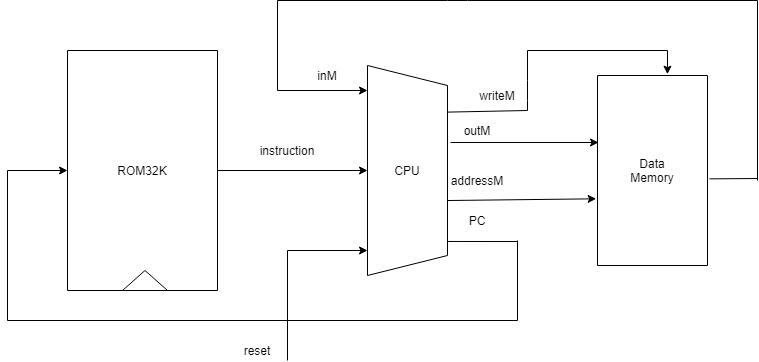 inM
writeM
outM
instruction
ROM32K
CPU
Data
Memory
addressM
PC
reset